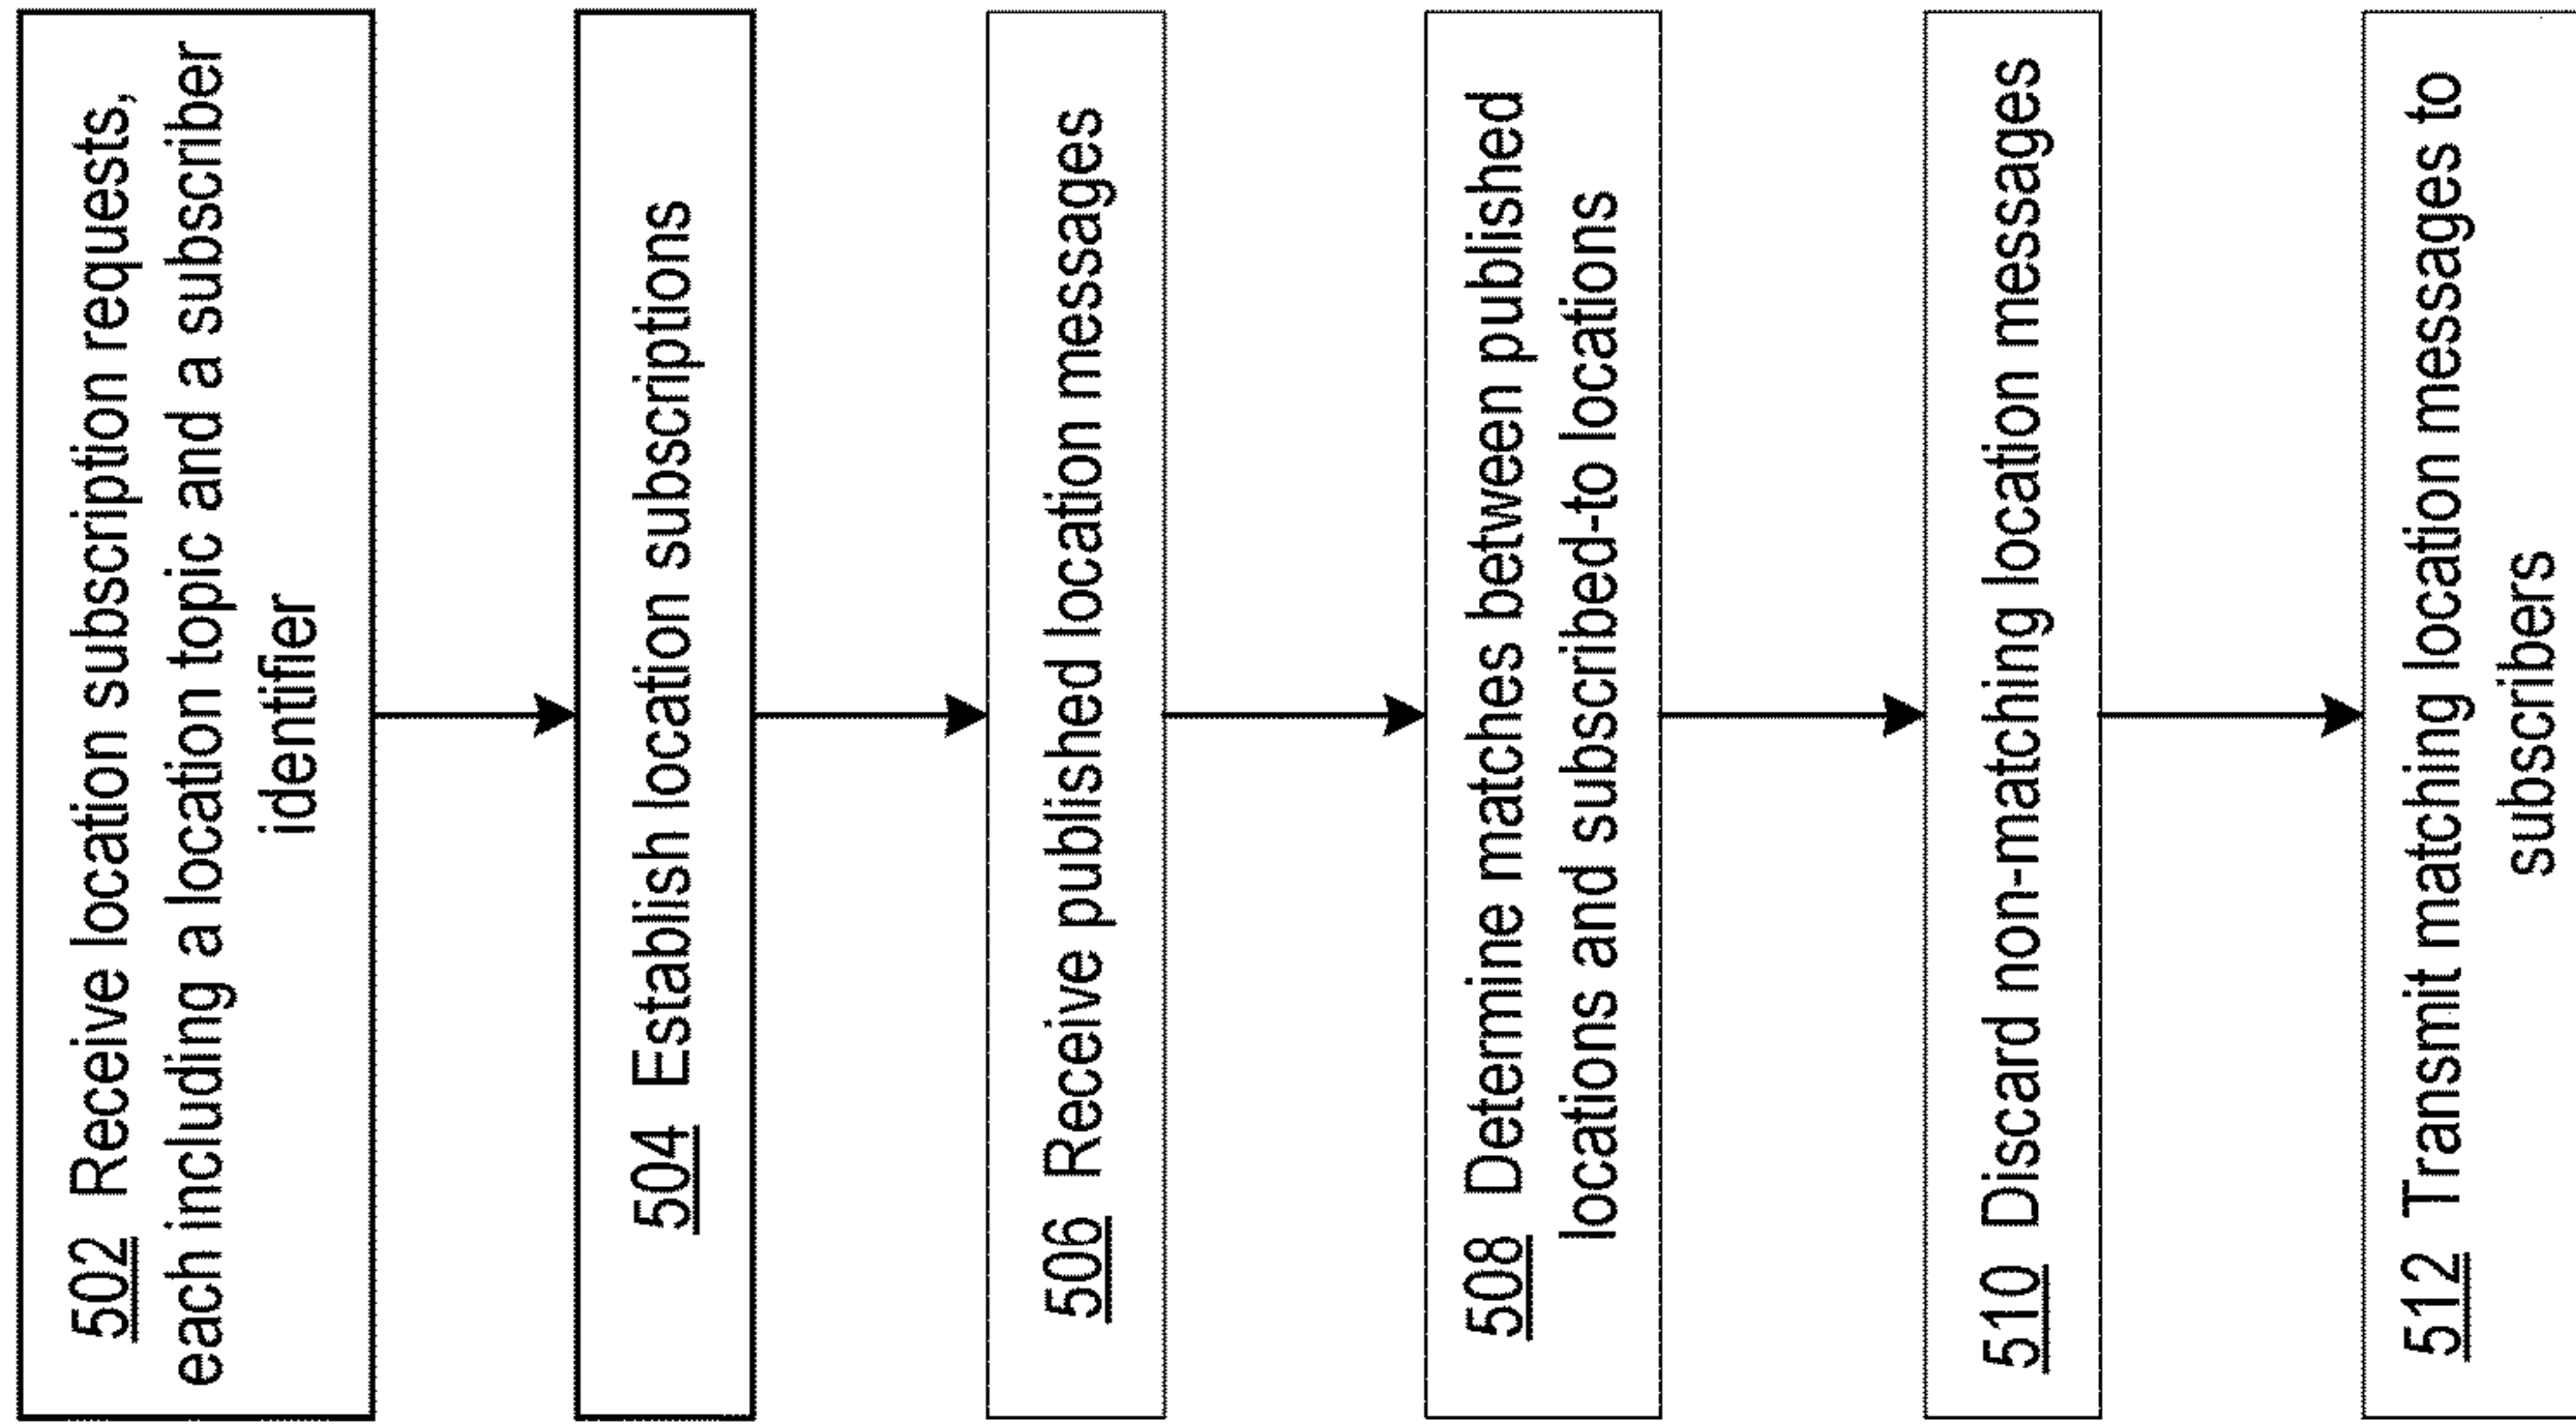 502 Receive location subscription requests,
each including a location topic and a subscriber
identifier
504 Establish location subscriptions
506 Receive published location messages
508 Determine matches between published
locations and subscribed-to locations
510 Discard non-matching location messages
512 Transmit matching location messages to
subscribers